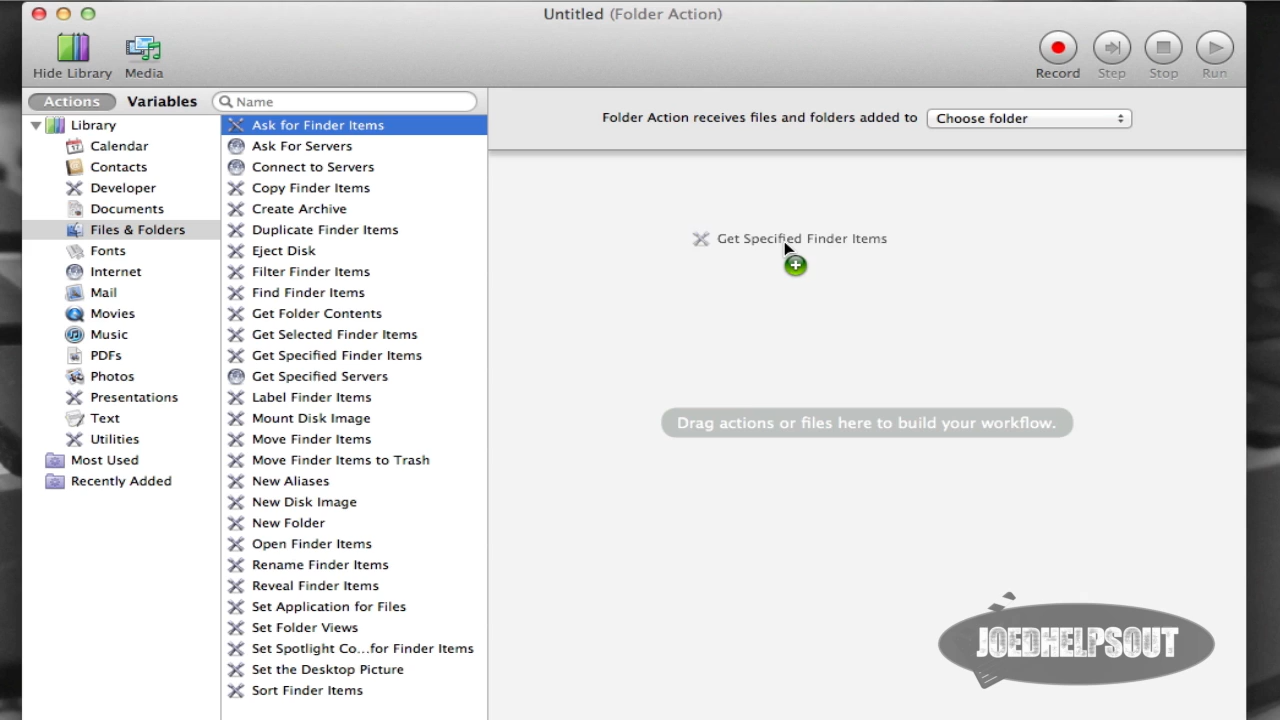 Untitled (Folder Action)
Hide Library
Media
Record
Step
Stop
Run
Actions
Variables
Name
Folder Action receives files and folders added to
Choose folder
Library
Calendar
Contacts
Developer
Documents
Files & Folders
Fonts
Internet
Mail
Movies
Music
PDFs
Photos
Presentations
Text
Utilities
Most Used
Recently Added
Ask for Finder Items
Ask For Servers
Connect to Servers
Copy Finder Items
Create Archive
Duplicate Finder Items
Eject Disk
Filter Finder Items
Find Finder Items
Get Folder Contents
Get Selected Finder Items
Get Specified Finder Items
Get Specified Servers
Label Finder Items
Mount Disk Image
Move Finder Items
Move Finder Items to Trash
New Aliases
New Disk Image
New Folder
Open Finder Items
Rename Finder Items
Reveal Finder Items
Set Application for Files
Set Folder Views
Set Spotlight Co...for Finder Items
Set the Desktop Picture
Sort Finder Items
Get Specified Finder Items
Drag actions or files here to build your workflow.
JOEDHELPSOUT